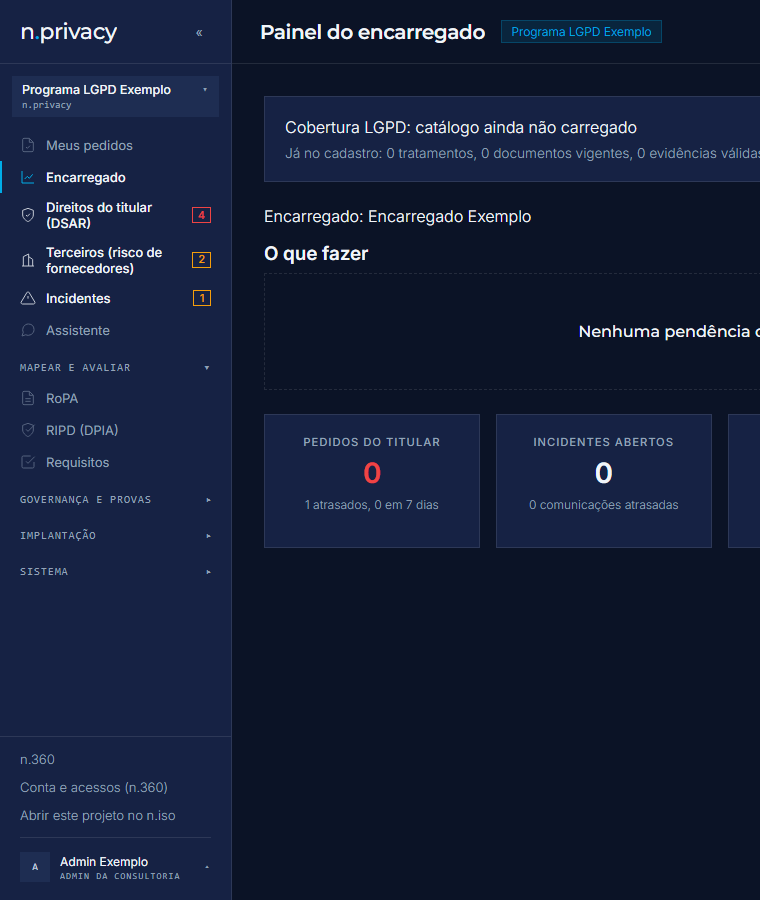 n.privacy
«
Painel do encarregado
Programa LGPD Exemplo
Programa LGPD Exemplo
n.privacy
Meus pedidos
Encarregado
Direitos do titular
(DSAR)
4
Terceiros (risco de
fornecedores)
2
Incidentes
1
Assistente
MAPEAR E AVALIAR
RoPA
RIPD (DPIA)
Requisitos
GOVERNANÇA E PROVAS
IMPLANTAÇÃO
SISTEMA
n.360
Conta e acessos (n.360)
Abrir este projeto no n.iso
A
Admin Exemplo
ADMIN DA CONSULTORIA
Cobertura LGPD: catálogo ainda não carregado
Já no cadastro: 0 tratamentos, 0 documentos vigentes, 0 evidências válidas
Encarregado: Encarregado Exemplo
O que fazer
Nenhuma pendência
PEDIDOS DO TITULAR
0
1 atrasados, 0 em 7 dias
INCIDENTES ABERTOS
0
0 comunicações atrasadas